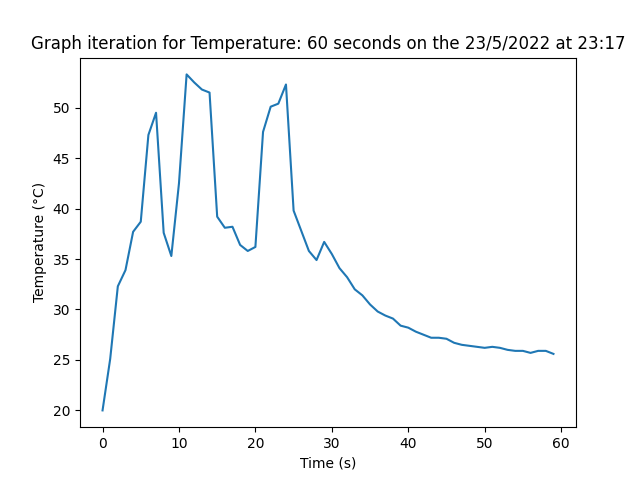 Graph iteration for Temperature: 60 seconds on the 23/5/2022 at 23:17
50
45
40
35
30
25
20
Temperature (°C)
0 10 20 30 40 50 60
Time (s)